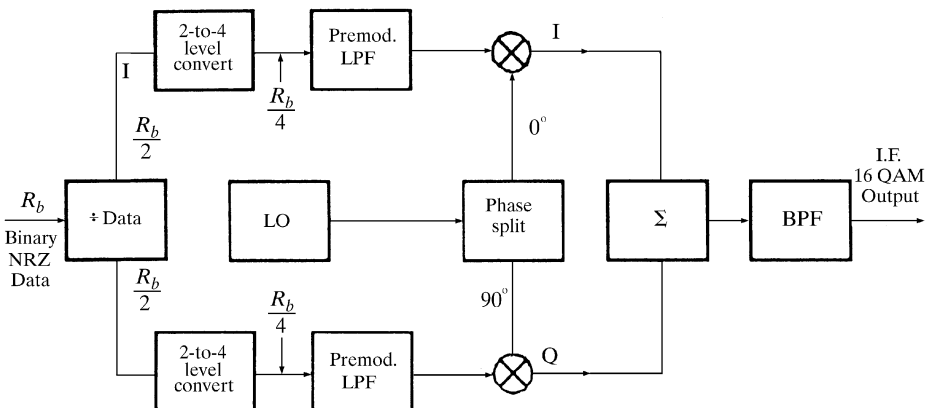 2-to-4
level
convert
Premod.
LPF
I
I
R_b/4
R_b/2
0°
R_b
Binary
NRZ
Data
÷ Data
LO
Phase
split
Σ
BPF
I.F.
16 QAM
Output
R_b/2
R_b/4
90°
2-to-4
level
convert
Premod.
LPF
Q